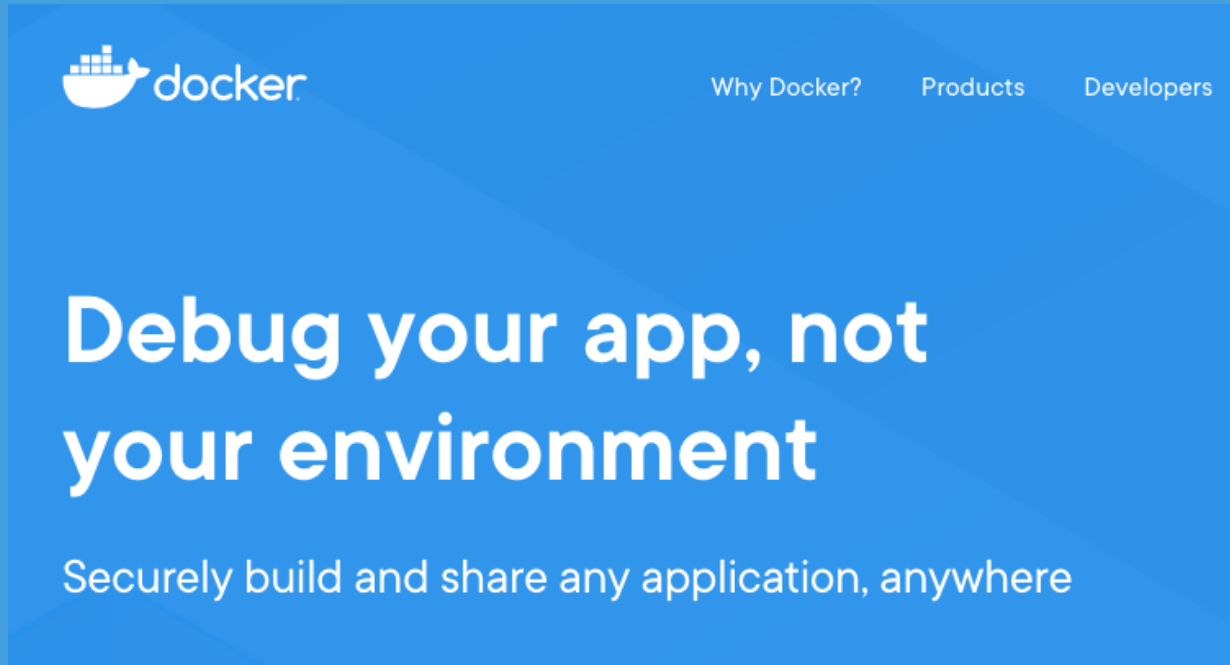 docker
Why Docker? Products Developers
Debug your app, not
your environment
Securely build and share any application, anywhere